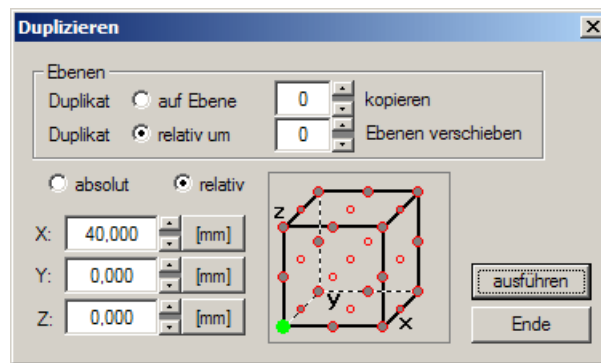 Duplizieren
Ebenen
Duplikat auf Ebene 0 kopieren
Duplikat relativ um 0 Ebenen verschieben
absolut relativ
X: 40,000 [mm]
Y: 0,000 [mm]
Z: 0,000 [mm]
z
y
x
ausführen
Ende